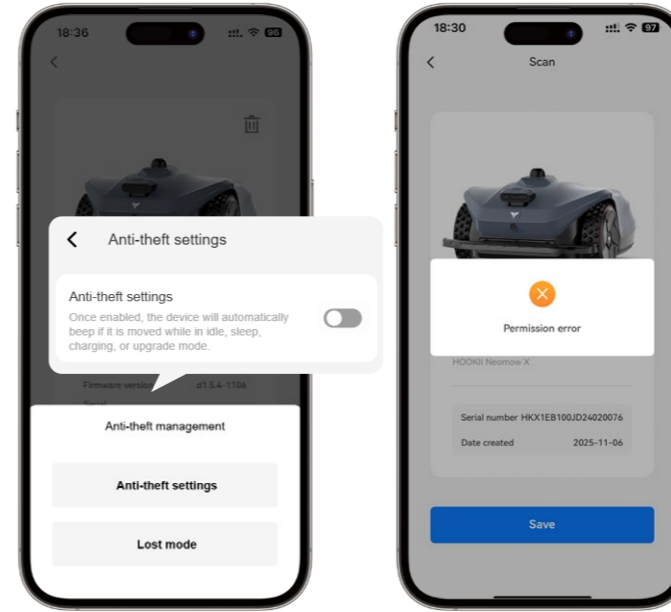 18:36
96
Anti-theft settings
Anti-theft settings
Once enabled, the device will automatically
beep if it is moved while in idle, sleep,
charging, or upgrade mode.
Firmware version d1.5.4-1106
Serial
Anti-theft management
Anti-theft settings
Lost mode
18:30
97
Scan
Permission error
HOOKII Neomow X
Serial number HKX1EB100JD24020076
Date created 2025-11-06
Save